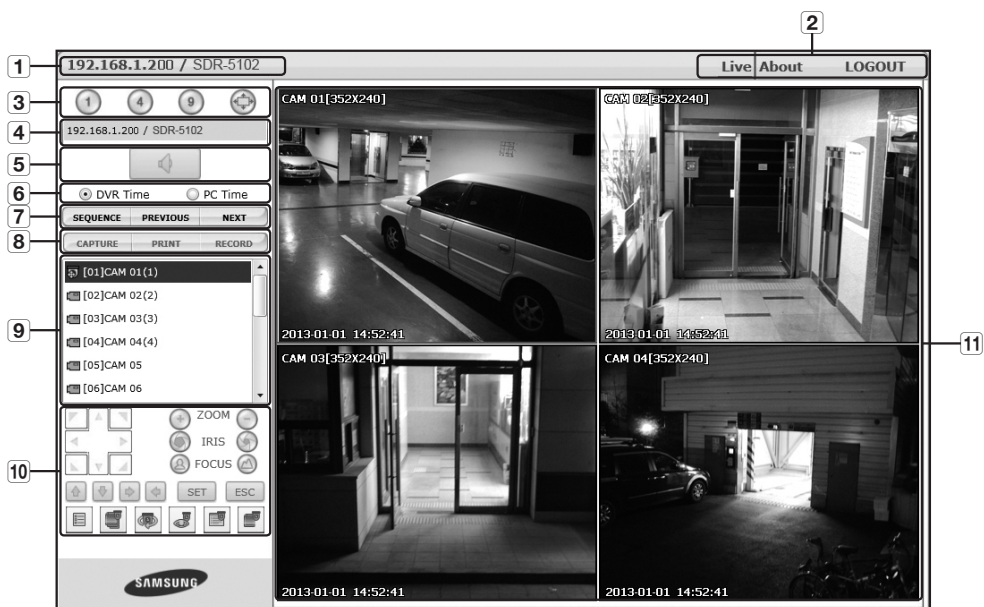 2
1
192.168.1.200 / SDR-5102
Live About LOGOUT
3
1 4 9
4
192.168.1.200 / SDR-5102
5
6
DVR Time PC Time
7
SEQUENCE PREVIOUS NEXT
8
CAPTURE PRINT RECORD
9
[01]CAM 01(1)
[02]CAM 02(2)
[03]CAM 03(3)
[04]CAM 04(4)
[05]CAM 05
[06]CAM 06
10
ZOOM
IRIS
FOCUS
SET ESC
SAMSUNG
CAM 01[352X240]
2013-01-01 14:52:41
CAM 02[352X240]
2013-01-01 14:52:41
CAM 03[352X240]
2013-01-01 14:52:41
CAM 04[352X240]
2013-01-01 14:52:41
11